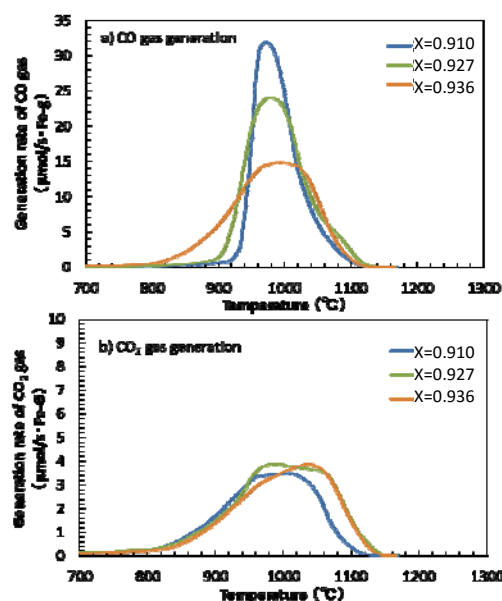 a) CO gas generation
X=0.910
X=0.927
X=0.936
Generation rate of CO gas
(μmol/s・Fe-g)
35
30
25
20
15
10
5
0
700 800 900 1000 1100 1200 1300
Temperature (°C)
b) CO₂ gas generation
X=0.910
X=0.927
X=0.936
Generation rate of CO₂ gas
(μmol/s・Fe-g)
10
9
8
7
6
5
4
3
2
1
0
700 800 900 1000 1100 1200 1300
Temperature (°C)